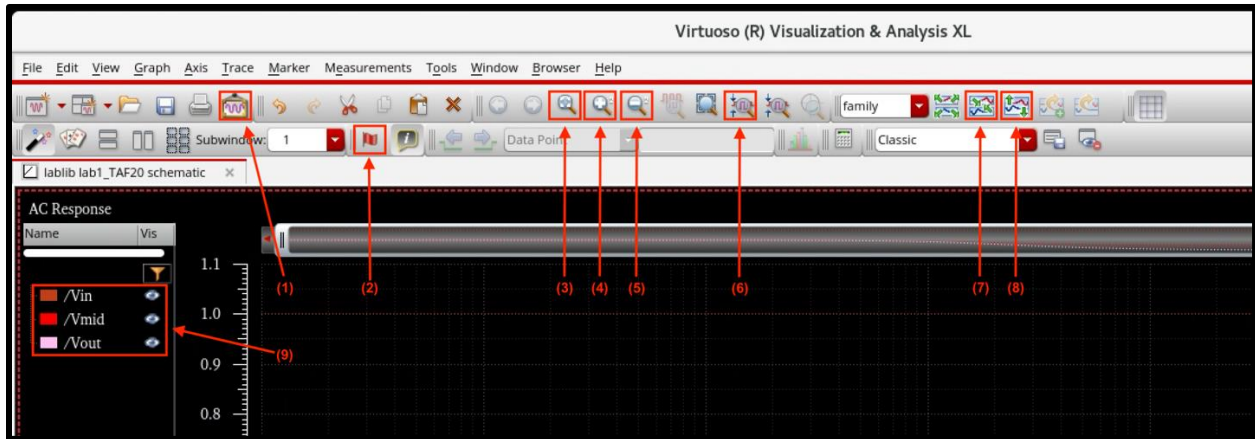 Virtuoso (R) Visualization & Analysis XL
File Edit View Graph Axis Trace Marker Measurements Tools Window Browser Help
family
Subwindow: 1
Data Point
Classic
lablib lab1_TAF20 schematic
AC Response
Name Vis
1.1
(1) (2) (3) (4) (5) (6) (7) (8)
/Vin
1.0
/Vmid
/Vout
(9)
0.9
0.8